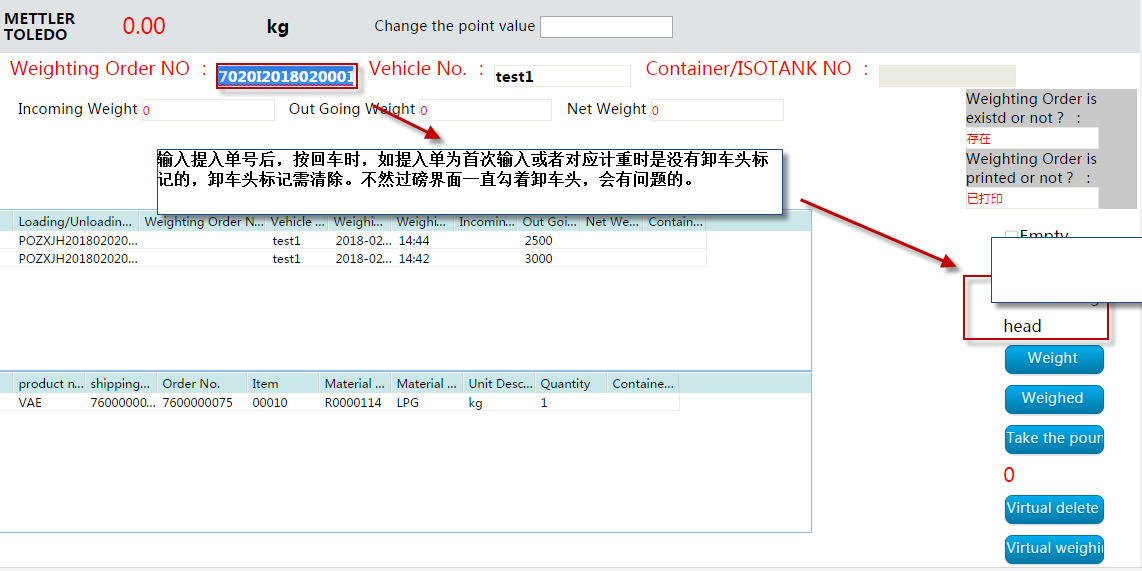 METTLER
TOLEDO
0.00
kg
Change the point value
Weighting Order NO :
7020I2018020001
Vehicle No. :
test1
Container/ISOTANK NO :
Incoming Weight 0
Out Going Weight 0
Net Weight 0
Weighting Order is
existd or not ? :
存在
Weighting Order is
printed or not ? :
已打印
输入提入单号后，按回车时，如提入单为首次输入或者对应计重时是没有卸车头标
记的，卸车头标记需清除。不然过磅界面一直勾着卸车头，会有问题的。
Loading/Unloadin... Weighting Order N... Vehicle ... Weighi... Weighi... Incomin... Out Goi... Net We... Contain...
POZXJH201802020... test1 2018-02... 14:44 2500
POZXJH201802020... test1 2018-02... 14:42 3000
Empty
head
product n... shipping... Order No. Item Material ... Material ... Unit Desc... Quantity Containe...
VAE 76000000... 7600000075 00010 R0000114 LPG kg 1
Weight
Weighed
Take the poun
0
Virtual delete
Virtual weighi